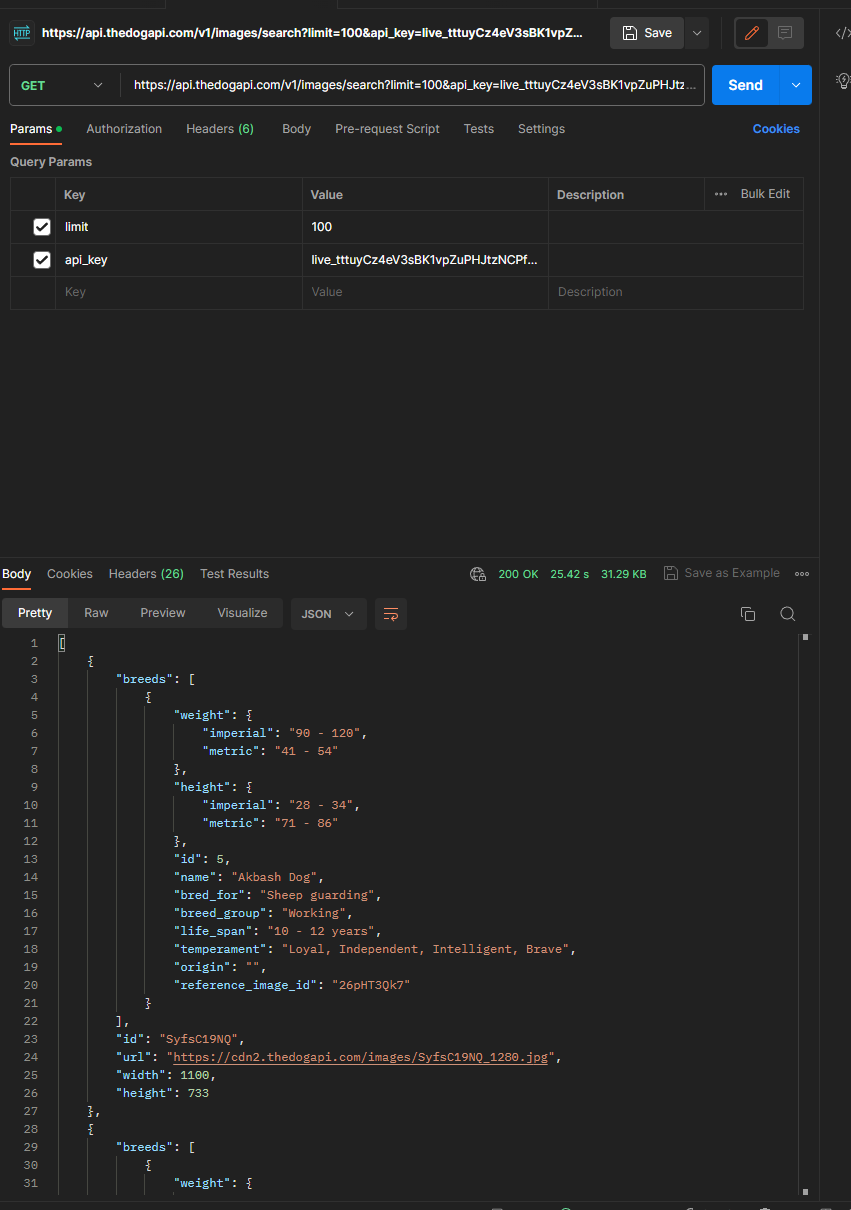 HTTP https://api.thedogapi.com/v1/images/search?limit=100&api_key=live_tttuyCz4eV3sBK1vpZ... Save
GET https://api.thedogapi.com/v1/images/search?limit=100&api_key=live_tttuyCz4eV3sBK1vpZuPHJtz... Send
Params Authorization Headers (6) Body Pre-request Script Tests Settings Cookies
Query Params
Key Value Description Bulk Edit
limit 100
api_key live_tttuyCz4eV3sBK1vpZuPHJtzNCPf...
Key Value Description
Body Cookies Headers (26) Test Results 200 OK 25.42 s 31.29 KB Save as Example
Pretty Raw Preview Visualize JSON
1 [
2 {
3 "breeds": [
4 {
5 "weight": {
6 "imperial": "90 - 120",
7 "metric": "41 - 54"
8 },
9 "height": {
10 "imperial": "28 - 34",
11 "metric": "71 - 86"
12 },
13 "id": 5,
14 "name": "Akbash Dog",
15 "bred_for": "Sheep guarding",
16 "breed_group": "Working",
17 "life_span": "10 - 12 years",
18 "temperament": "Loyal, Independent, Intelligent, Brave",
19 "origin": "",
20 "reference_image_id": "26pHT3Qk7"
21 }
22 ],
23 "id": "SyfsC19NQ",
24 "url": "https://cdn2.thedogapi.com/images/SyfsC19NQ_1280.jpg",
25 "width": 1100,
26 "height": 733
27 },
28 {
29 "breeds": [
30 {
31 "weight": {